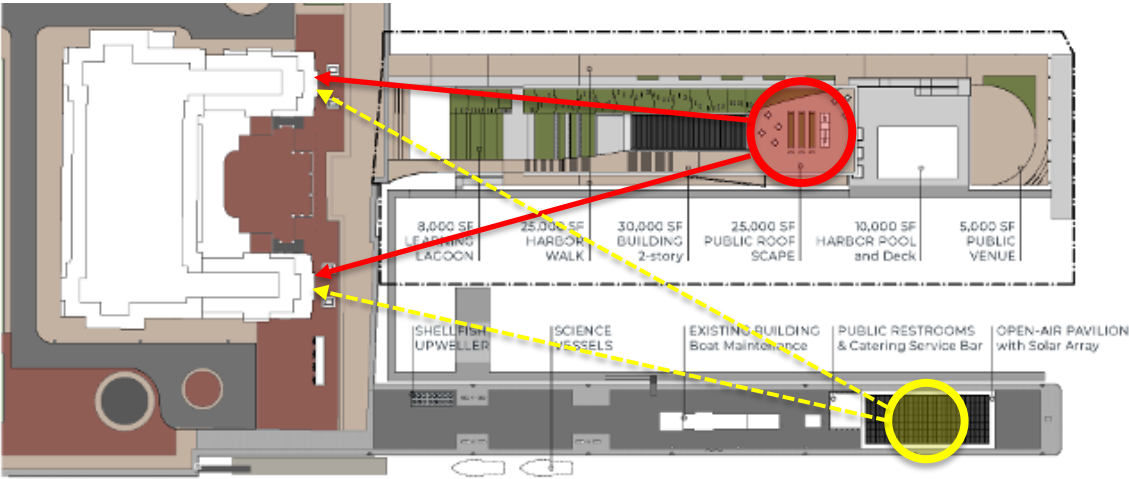 8,000 SF
LEARNING
LAGOON
25,000 SF
HARBOR
WALK
30,000 SF
BUILDING
2-story
25,000 SF
PUBLIC ROOF
SCAPE
10,000 SF
HARBOR POOL
and Deck
5,000 SF
PUBLIC
VENUE
SHELLFISH
UPWELLER
SCIENCE
VESSELS
EXISTING BUILDING
Boat Maintenance
PUBLIC RESTROOMS
& Catering Service Bar
OPEN-AIR PAVILION
with Solar Array